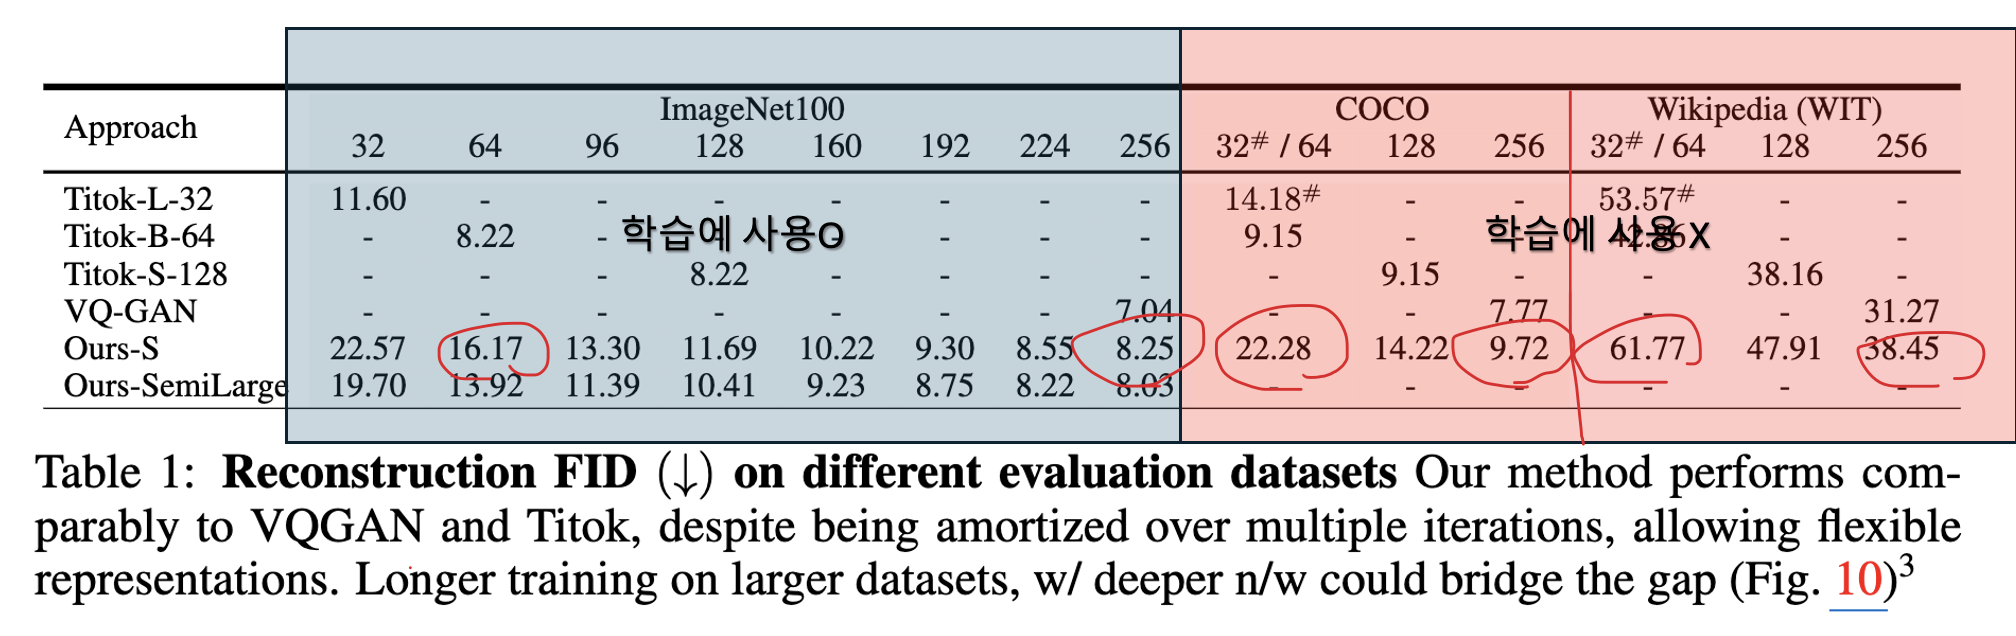 Approach ImageNet100 COCO Wikipedia (WIT)
32 64 96 128 160 192 224 256 32# / 64 128 256 32# / 64 128 256
Titok-L-32 11.60 - - - - - - - 14.18# - - 53.57# - -
Titok-B-64 - 8.22 - - - - - - 9.15 - - 42.86 - -
학습에 사용O 학습에 사용X
Titok-S-128 - - - 8.22 - - - - - 9.15 - - 38.16 -
VQ-GAN - - - - - - - 7.04 - - 7.77 - - 31.27
Ours-S 22.57 16.17 13.30 11.69 10.22 9.30 8.55 8.25 22.28 14.22 9.72 61.77 47.91 38.45
Ours-SemiLarge 19.70 13.92 11.39 10.41 9.23 8.75 8.22 8.03 - - - - - -
Table 1: Reconstruction FID (↓) on different evaluation datasets Our method performs com-
parably to VQGAN and Titok, despite being amortized over multiple iterations, allowing flexible
representations. Longer training on larger datasets, w/ deeper n/w could bridge the gap (Fig. 10)3